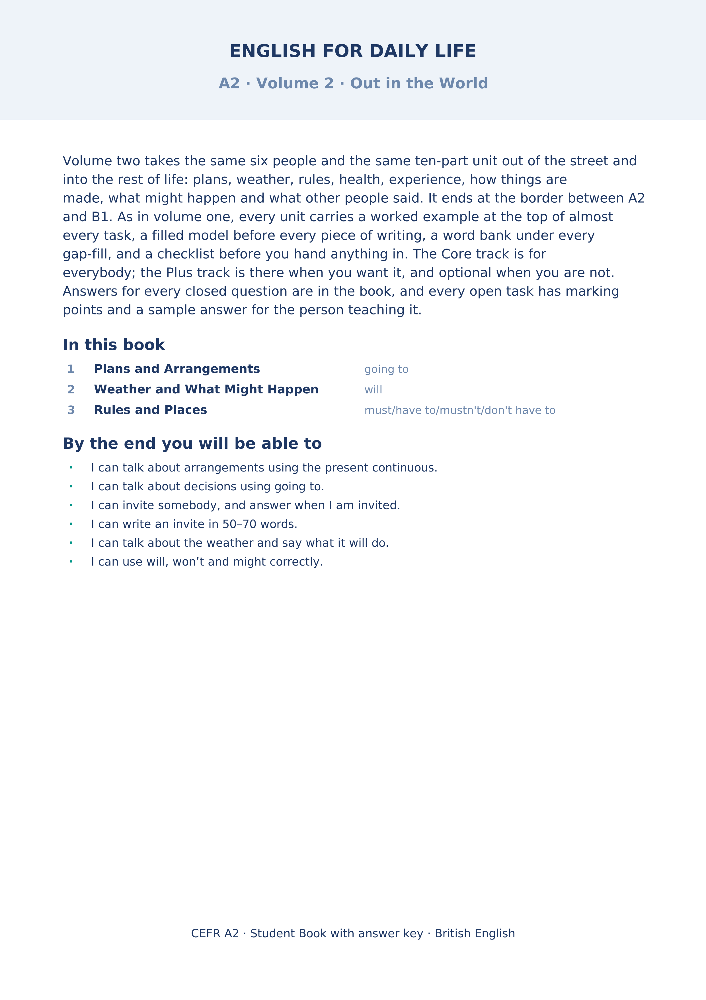 ENGLISH FOR DAILY LIFE
A2 · Volume 2 · Out in the World
Volume two takes the same six people and the same ten-part unit out of the street and
into the rest of life: plans, weather, rules, health, experience, how things are
made, what might happen and what other people said. It ends at the border between A2
and B1. As in volume one, every unit carries a worked example at the top of almost
every task, a filled model before every piece of writing, a word bank under every
gap-fill, and a checklist before you hand anything in. The Core track is for
everybody; the Plus track is there when you want it, and optional when you are not.
Answers for every closed question are in the book, and every open task has marking
points and a sample answer for the person teaching it.
In this book
1 Plans and Arrangements going to
2 Weather and What Might Happen will
3 Rules and Places must/have to/mustn't/don't have to
By the end you will be able to
· I can talk about arrangements using the present continuous.
· I can talk about decisions using going to.
· I can invite somebody, and answer when I am invited.
· I can write an invite in 50–70 words.
· I can talk about the weather and say what it will do.
· I can use will, won’t and might correctly.
CEFR A2 · Student Book with answer key · British English